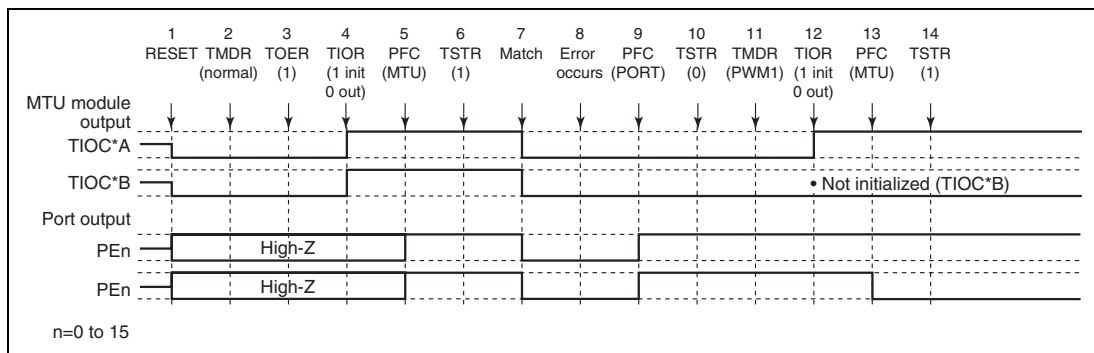 1 2 3 4 5 6 7 8 9 10 11 12 13 14
RESET TMDR TOER TIOR PFC TSTR Match Error PFC TSTR TMDR TIOR PFC TSTR
(normal) (1) (1 init (MTU) (1) occurs (PORT) (0) (PWM1) (1 init (MTU) (1)
0 out) 0 out)
MTU module
output
TIOC*A
TIOC*B
• Not initialized (TIOC*B)
Port output
PEn
High-Z
PEn
High-Z
n=0 to 15